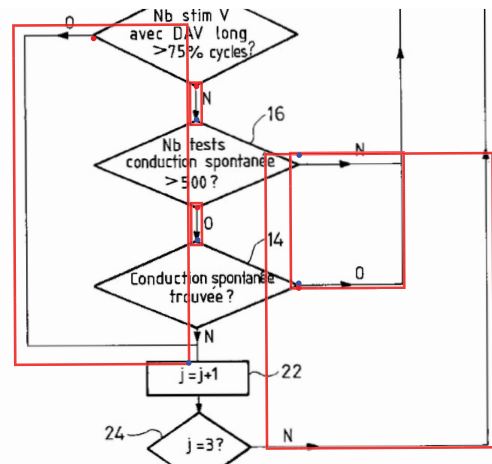 Nb stim V
O
avec DAV long
>75% cycles?
N
16
Nb tests
conduction spontanée
>500?
N
O
14
Conduction spontanée
trouvée?
O
N
j=j+1
22
24
j=3?
N